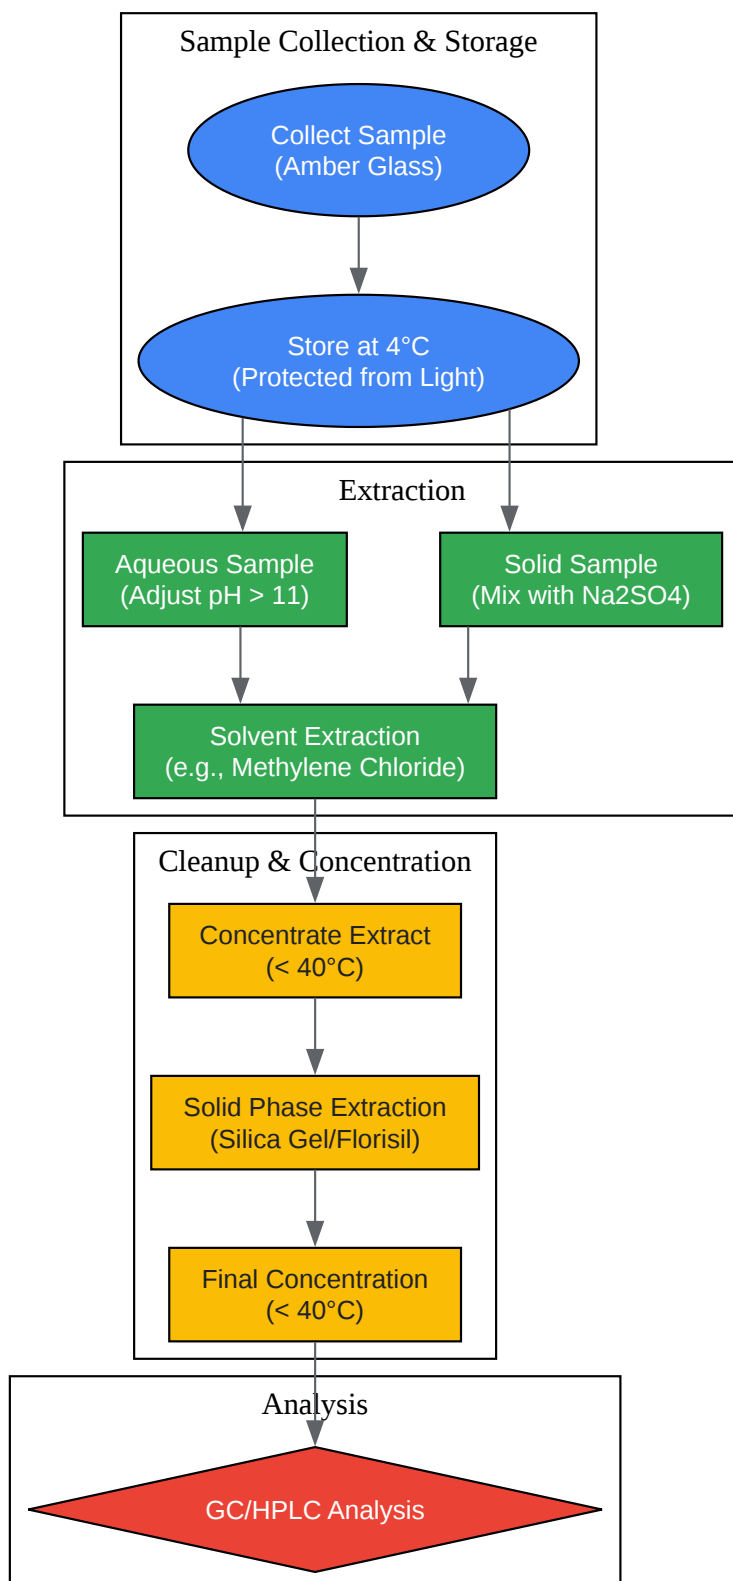 Sample Collection & Storage
Collect Sample
(Amber Glass)
Store at 4°C
(Protected from Light)
Extraction
Aqueous Sample
(Adjust pH > 11)
Solid Sample
(Mix with Na2SO4)
Solvent Extraction
(e.g., Methylene Chloride)
Cleanup & Concentration
Concentrate Extract
(< 40°C)
Solid Phase Extraction
(Silica Gel/Florisil)
Final Concentration
(< 40°C)
Analysis
GC/HPLC Analysis